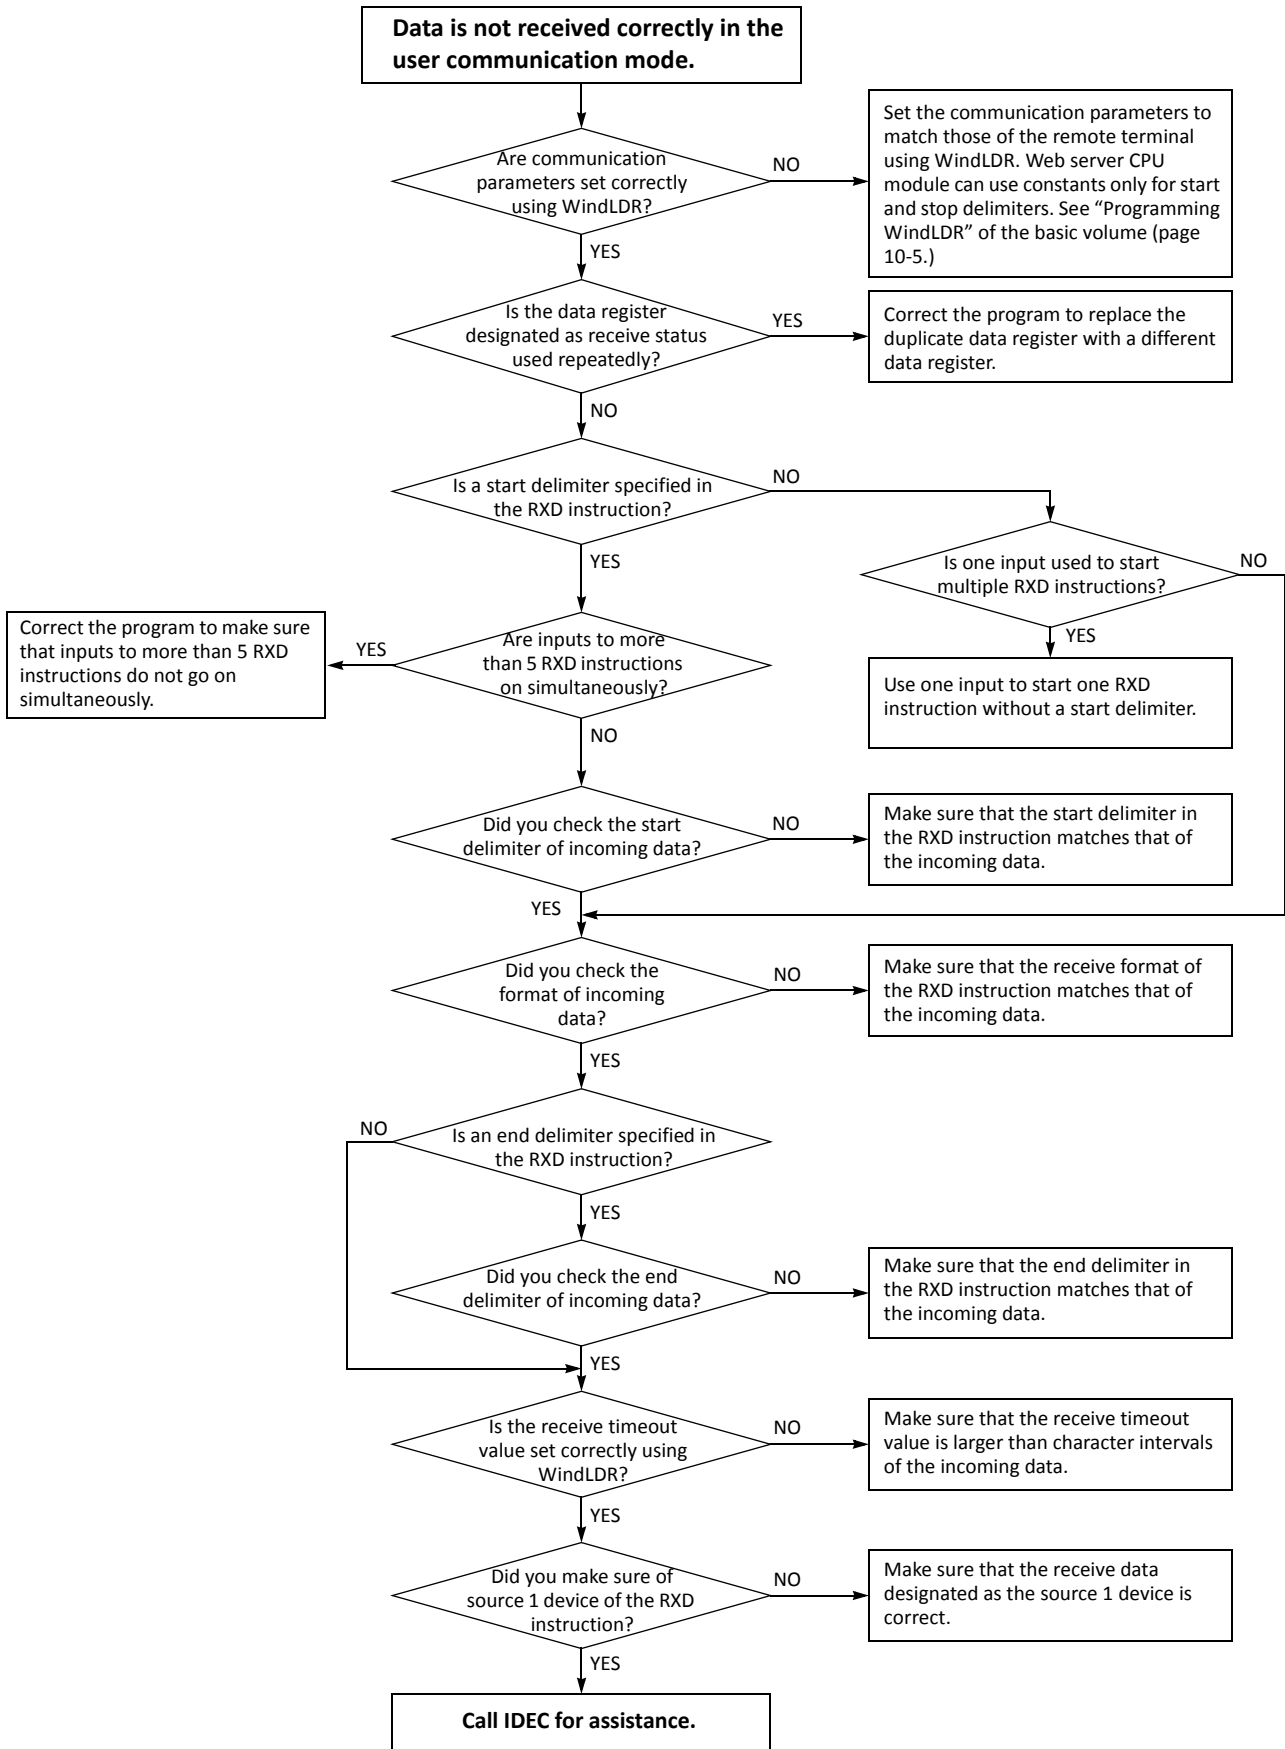 Data is not received correctly in the
user communication mode.
Are communication
parameters set correctly
using WindLDR?
NO
Set the communication parameters to
match those of the remote terminal
using WindLDR. Web server CPU
module can use constants only for start
and stop delimiters. See “Programming
WindLDR” of the basic volume (page
10-5.)
YES
Is the data register
designated as receive status
used repeatedly?
YES
Correct the program to replace the
duplicate data register with a different
data register.
NO
Is a start delimiter specified in
the RXD instruction?
NO
Is one input used to start
multiple RXD instructions?
NO
YES
Use one input to start one RXD
instruction without a start delimiter.
YES
Are inputs to more
than 5 RXD instructions
on simultaneously?
YES
Correct the program to make sure
that inputs to more than 5 RXD
instructions do not go on
simultaneously.
NO
Did you check the start
delimiter of incoming data?
NO
Make sure that the start delimiter in
the RXD instruction matches that of
the incoming data.
YES
Did you check the
format of incoming
data?
NO
Make sure that the receive format of
the RXD instruction matches that of
the incoming data.
YES
Is an end delimiter specified in
the RXD instruction?
NO
YES
Did you check the end
delimiter of incoming data?
NO
Make sure that the end delimiter in
the RXD instruction matches that of
the incoming data.
YES
Is the receive timeout
value set correctly using
WindLDR?
NO
Make sure that the receive timeout
value is larger than character intervals
of the incoming data.
YES
Did you make sure of
source 1 device of the RXD
instruction?
NO
Make sure that the receive data
designated as the source 1 device is
correct.
YES
Call IDEC for assistance.